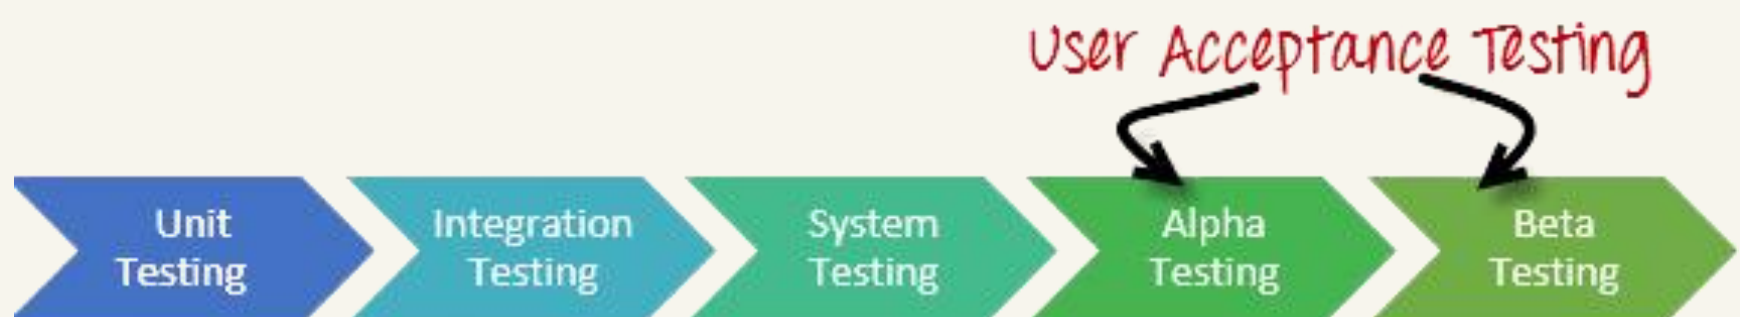 User Acceptance Testing
Unit
Testing
Integration
Testing
System
Testing
Alpha
Testing
Beta
Testing